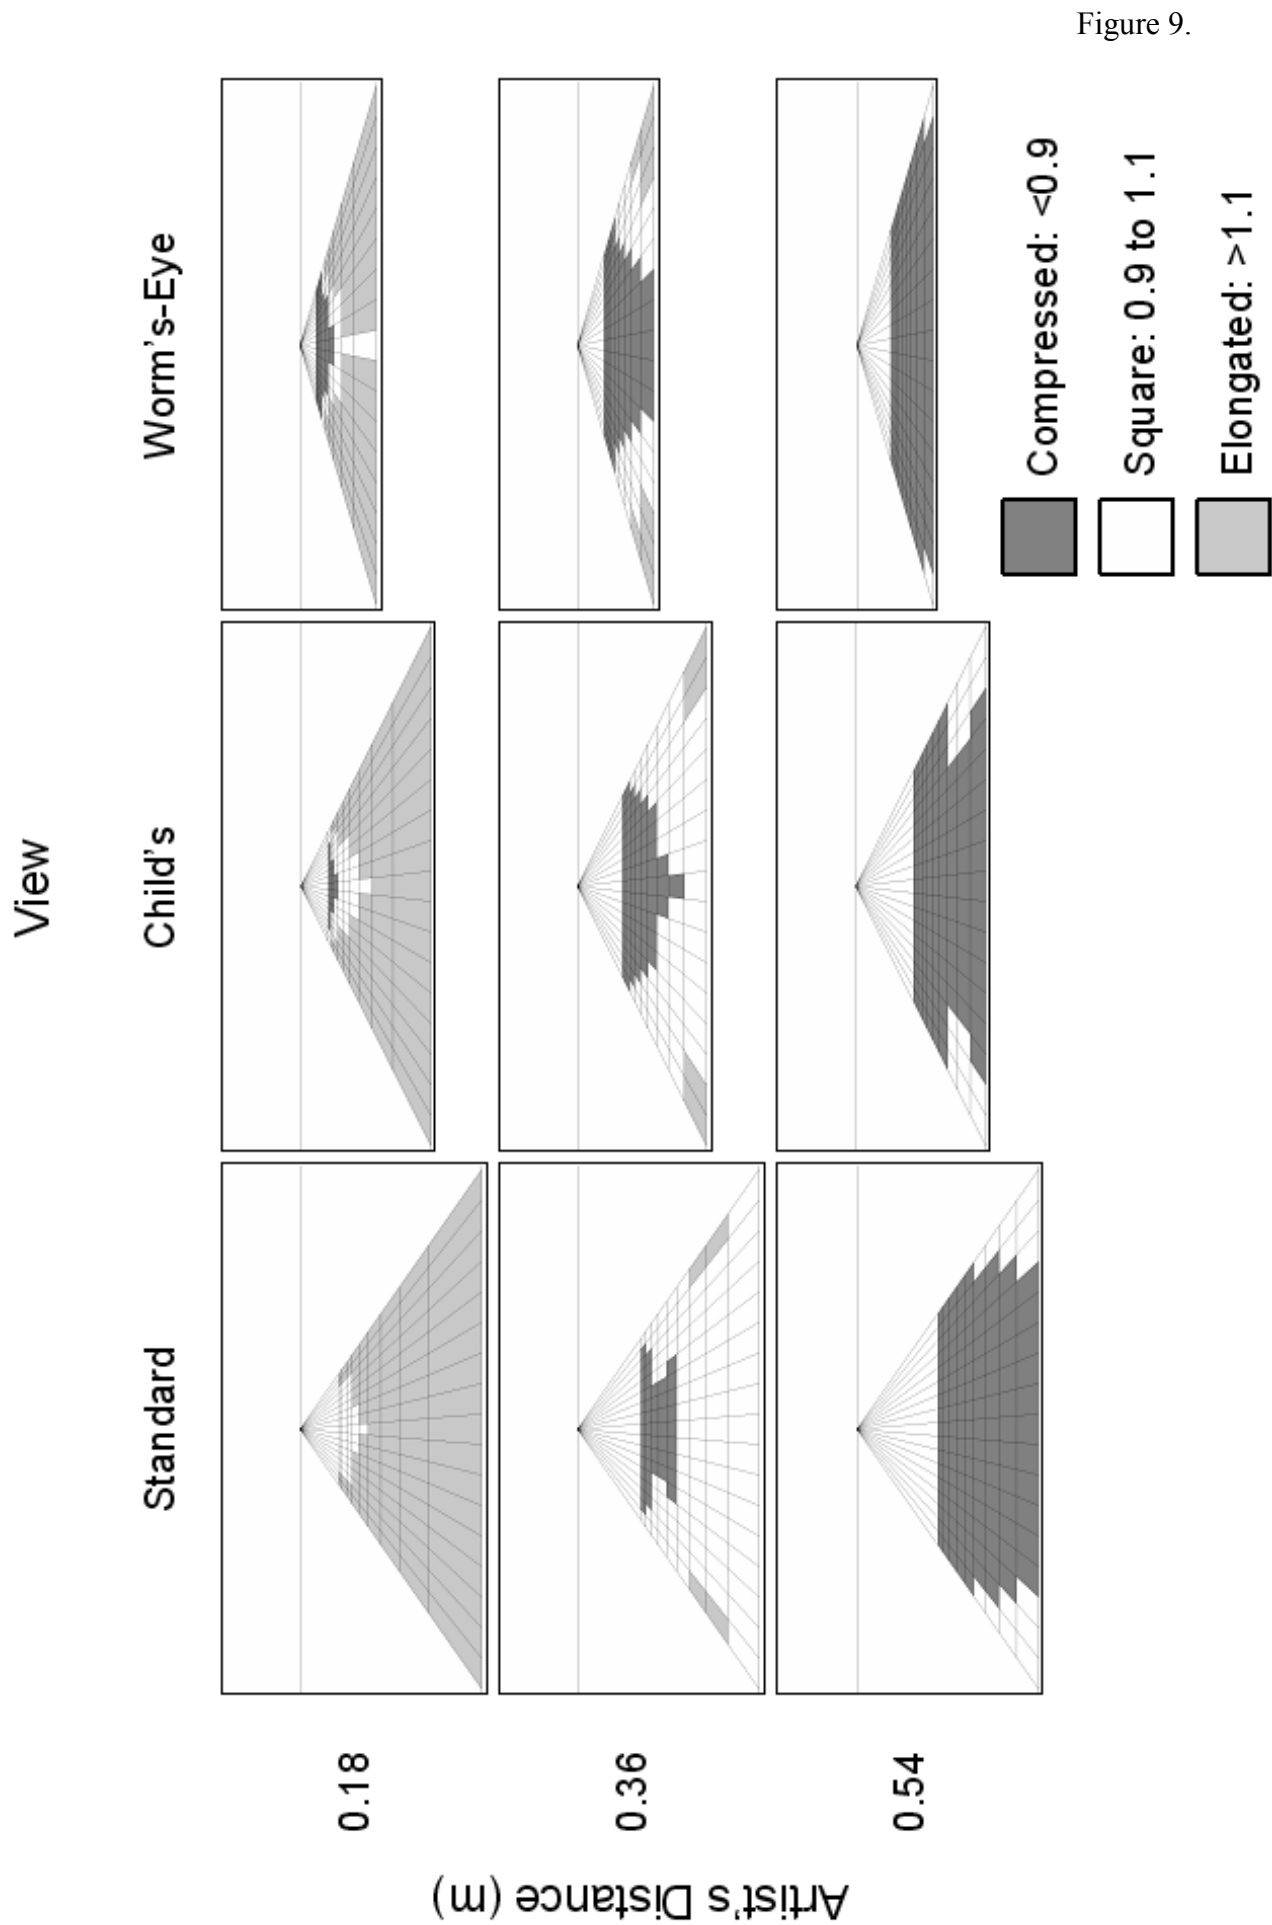 Figure 9.
View
Standard
Child's
Worm's-Eye
Artist's Distance (m)
0.18
0.36
0.54
Compressed: <0.9
Square: 0.9 to 1.1
Elongated: >1.1